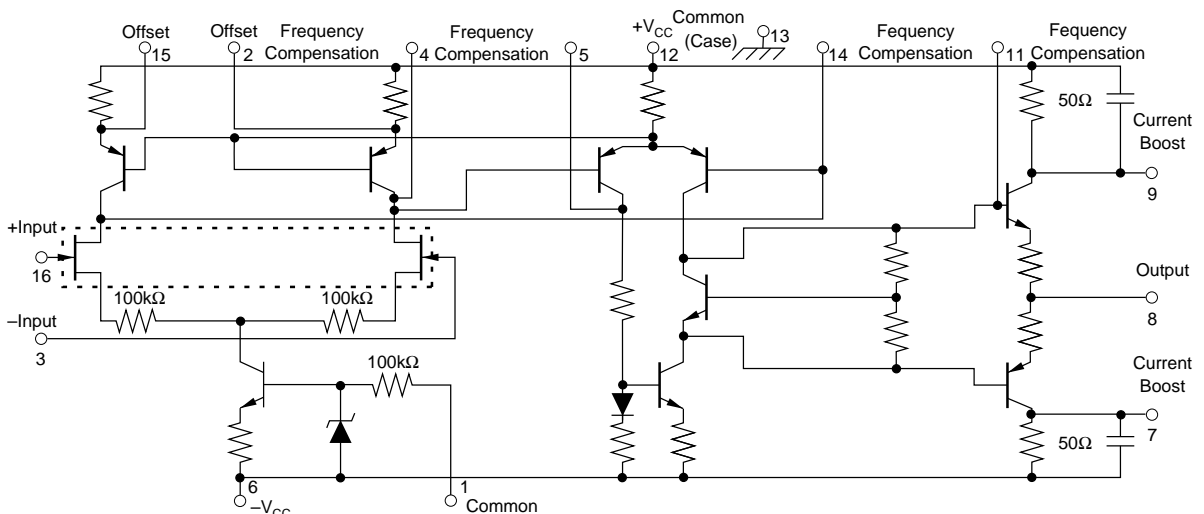 Offset
15
Offset
2
Frequency
Compensation
4
Frequency
Compensation
5
+VCC
12
Common
(Case)
13
14
Fequency
Compensation
11
Fequency
Compensation
50Ω
Current
Boost
9
+Input
16
100kΩ
100kΩ
Output
8
–Input
3
100kΩ
Current
Boost
7
50Ω
6
–VCC
1
Common